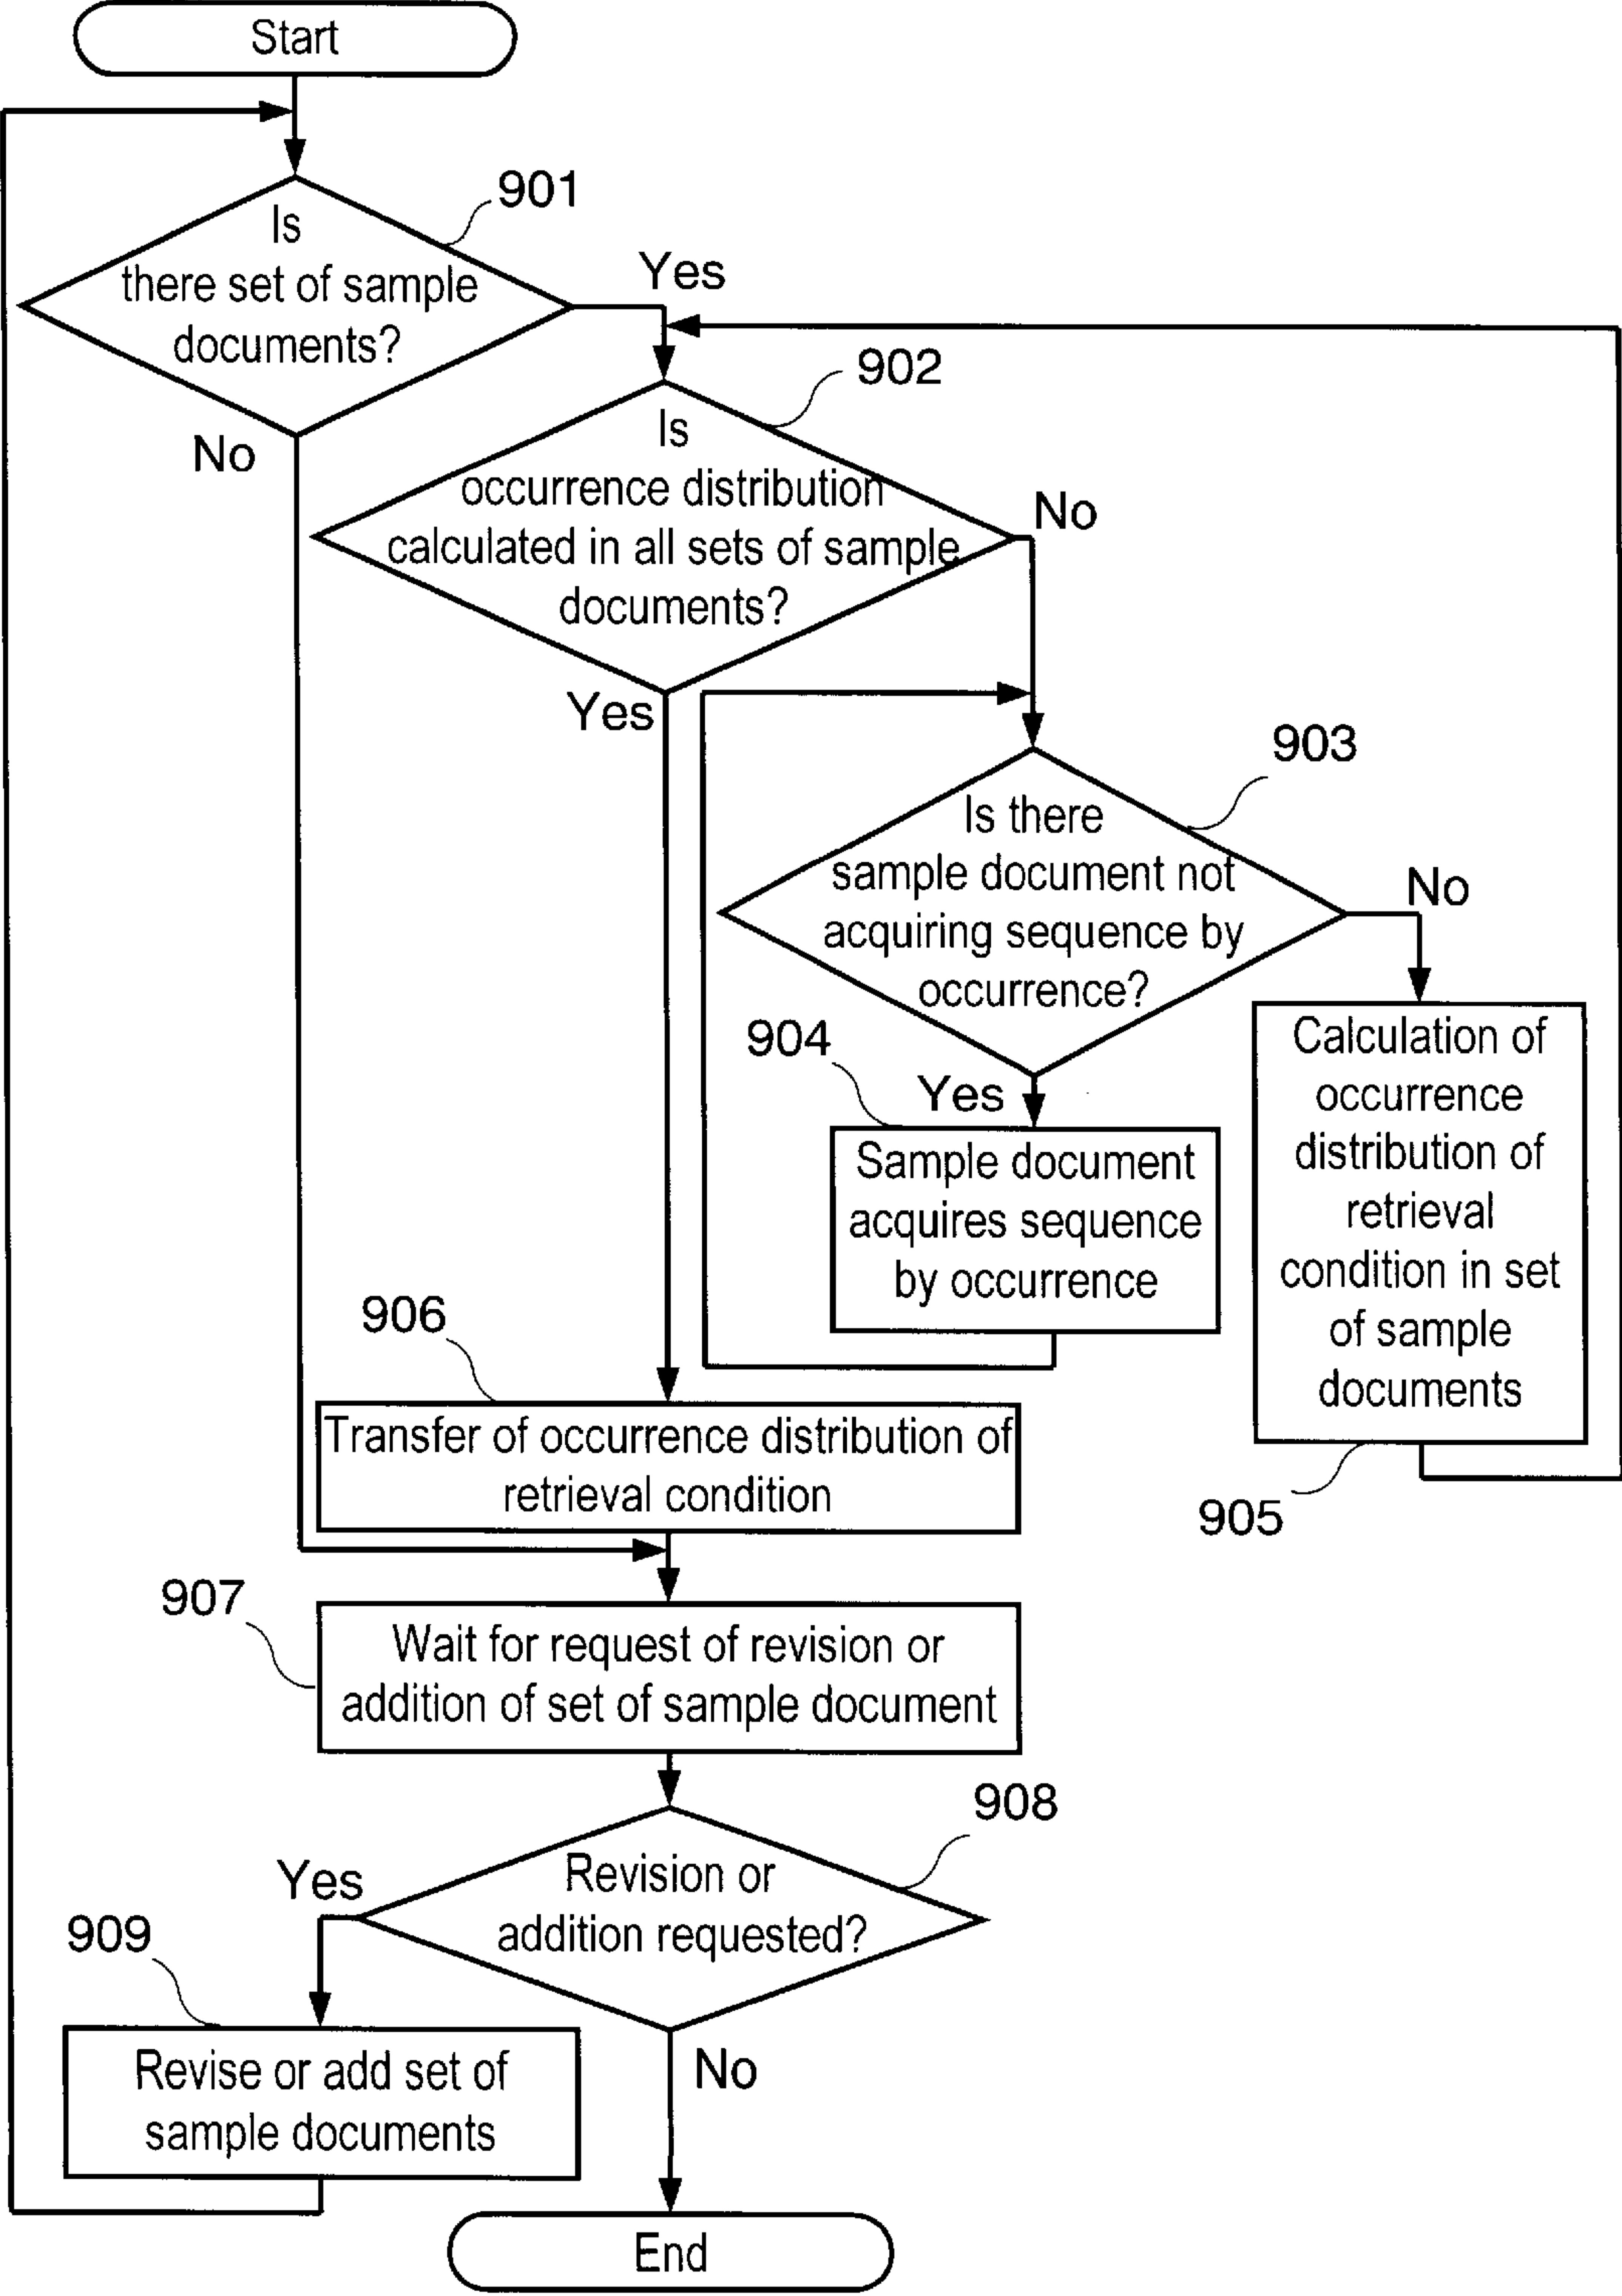 Start
901
Is
there set of sample
documents?
Yes
No
902
Is
occurrence distribution
calculated in all sets of sample
documents?
No
Yes
903
Is there
sample document not
acquiring sequence by
occurrence?
No
904
Yes
Sample document
acquires sequence
by occurrence
Calculation of
occurrence
distribution of
retrieval
condition in set
of sample
documents
905
906
Transfer of occurrence distribution of
retrieval condition
907
Wait for request of revision or
addition of set of sample document
908
Revision or
addition requested?
Yes
No
909
Revise or add set of
sample documents
End